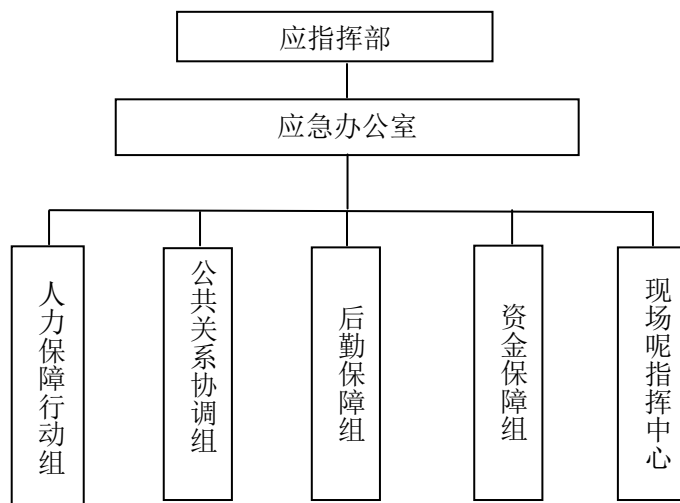 应指挥部
应急办公室
人力保障行动组
公共关系协调组
后勤保障组
资金保障组
现场呢指挥中心